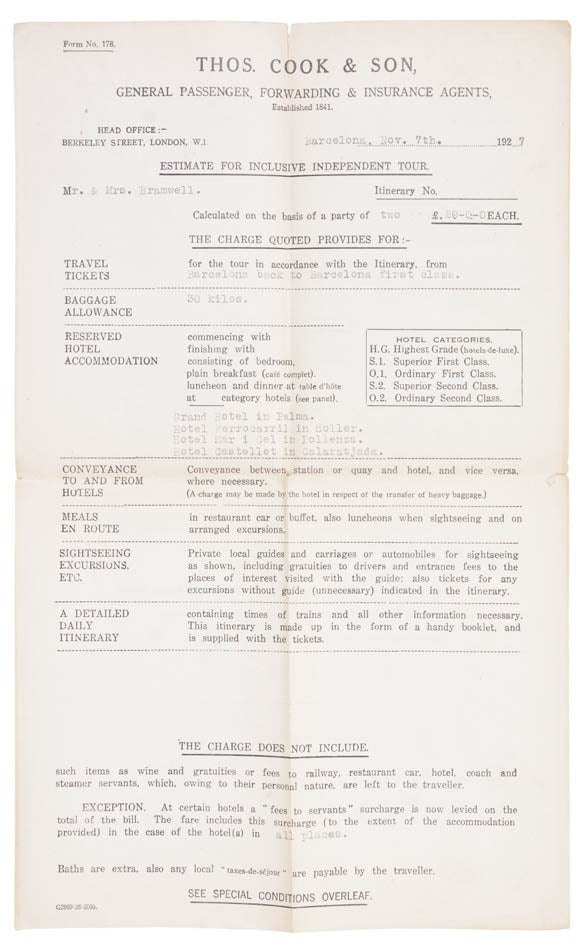 Form No. 178.
THOS. COOK & SON,
GENERAL PASSENGER, FORWARDING & INSURANCE AGENTS,
Established 1841.
HEAD OFFICE :-
BERKELEY STREET, LONDON, W.1.
Barcelona, Nov. 7th. 1927
ESTIMATE FOR INCLUSIVE INDEPENDENT TOUR.
Mr. & Mrs. Bramwell. Itinerary No.
Calculated on the basis of a party of two £.20-0-0 EACH.
THE CHARGE QUOTED PROVIDES FOR :-
TRAVEL for the tour in accordance with the Itinerary, from
TICKETS Barcelona back to Barcelona first class.
BAGGAGE 30 kilos.
ALLOWANCE
RESERVED commencing with
HOTEL finishing with
ACCOMMODATION consisting of bedroom,
plain breakfast (café complet).
luncheon and dinner at table d'hôte
at category hotels (see panel).
HOTEL CATEGORIES.
H.G. Highest Grade (hotels-de-luxe).
S.1. Superior First Class.
O.1. Ordinary First Class.
S.2. Superior Second Class.
O.2. Ordinary Second Class.
Grand Hotel in Palma.
Hotel Ferrocarril in Soller.
Hotel Mar i Cel in Pollenza.
Hotel Castellet in Calaratjada.
CONVEYANCE Conveyance between station or quay and hotel, and vice versa,
TO AND FROM where necessary.
HOTELS (A charge may be made by the hotel in respect of the transfer of heavy baggage.)
MEALS in restaurant car or buffet, also luncheons when sightseeing and on
EN ROUTE arranged excursions.
SIGHTSEEING Private local guides and carriages or automobiles for sightseeing
EXCURSIONS, as shown, including gratuities to drivers and entrance fees to the
ETC. places of interest visited with the guide; also tickets for any
excursions without guide (unnecessary) indicated in the itinerary.
A DETAILED containing times of trains and all other information necessary.
DAILY This itinerary is made up in the form of a handy booklet, and
ITINERARY is supplied with the tickets.
THE CHARGE DOES NOT INCLUDE.
such items as wine and gratuities or fees to railway, restaurant car, hotel, coach and
steamer servants, which, owing to their personal nature, are left to the traveller.
EXCEPTION. At certain hotels a "fees to servants" surcharge is now levied on the
total of the bill. The fare includes this surcharge (to the extent of the accommodation
provided) in the case of the hotel(s) in all places.
Baths are extra, also any local "taxes-de-séjour" are payable by the traveller.
SEE SPECIAL CONDITIONS OVERLEAF.